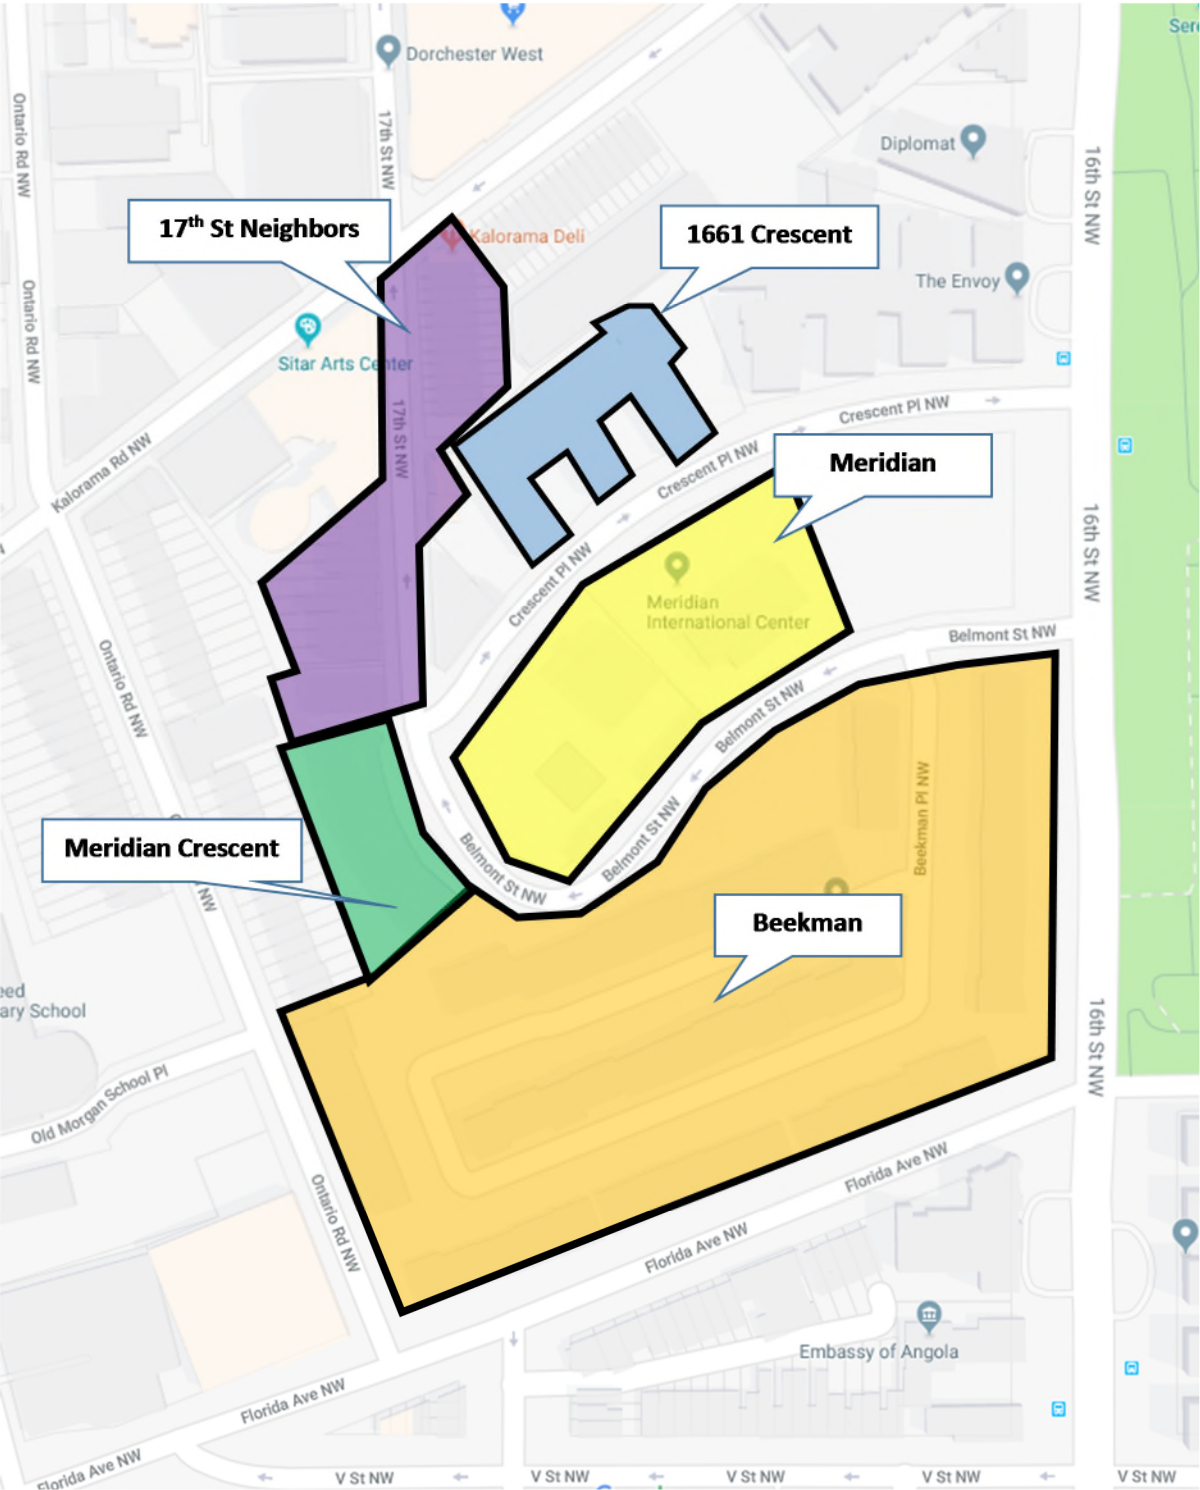 Sere
Dorchester West
Ontario Rd NW
17th St NW
Diplomat
16th St NW
17th St Neighbors
Kalorama Deli
1661 Crescent
The Envoy
Ontario Rd NW
Sitar Arts Center
Crescent Pl NW
17th St NW
Kalorama Rd NW
Crescent Pl NW
Meridian
16th St NW
Crescent Pl NW
Meridian
International Center
Belmont St NW
Ontario Rd NW
Belmont St NW
Beekman Pl NW
Meridian Crescent
Belmont St NW
Belmont St NW
NW
Beekman
eed
ary School
16th St NW
Old Morgan School Pl
Ontario Rd NW
Florida Ave NW
Florida Ave NW
Embassy of Angola
Florida Ave NW
Florida Ave NW
V St NW
V St NW
V St NW
V St NW
V St NW